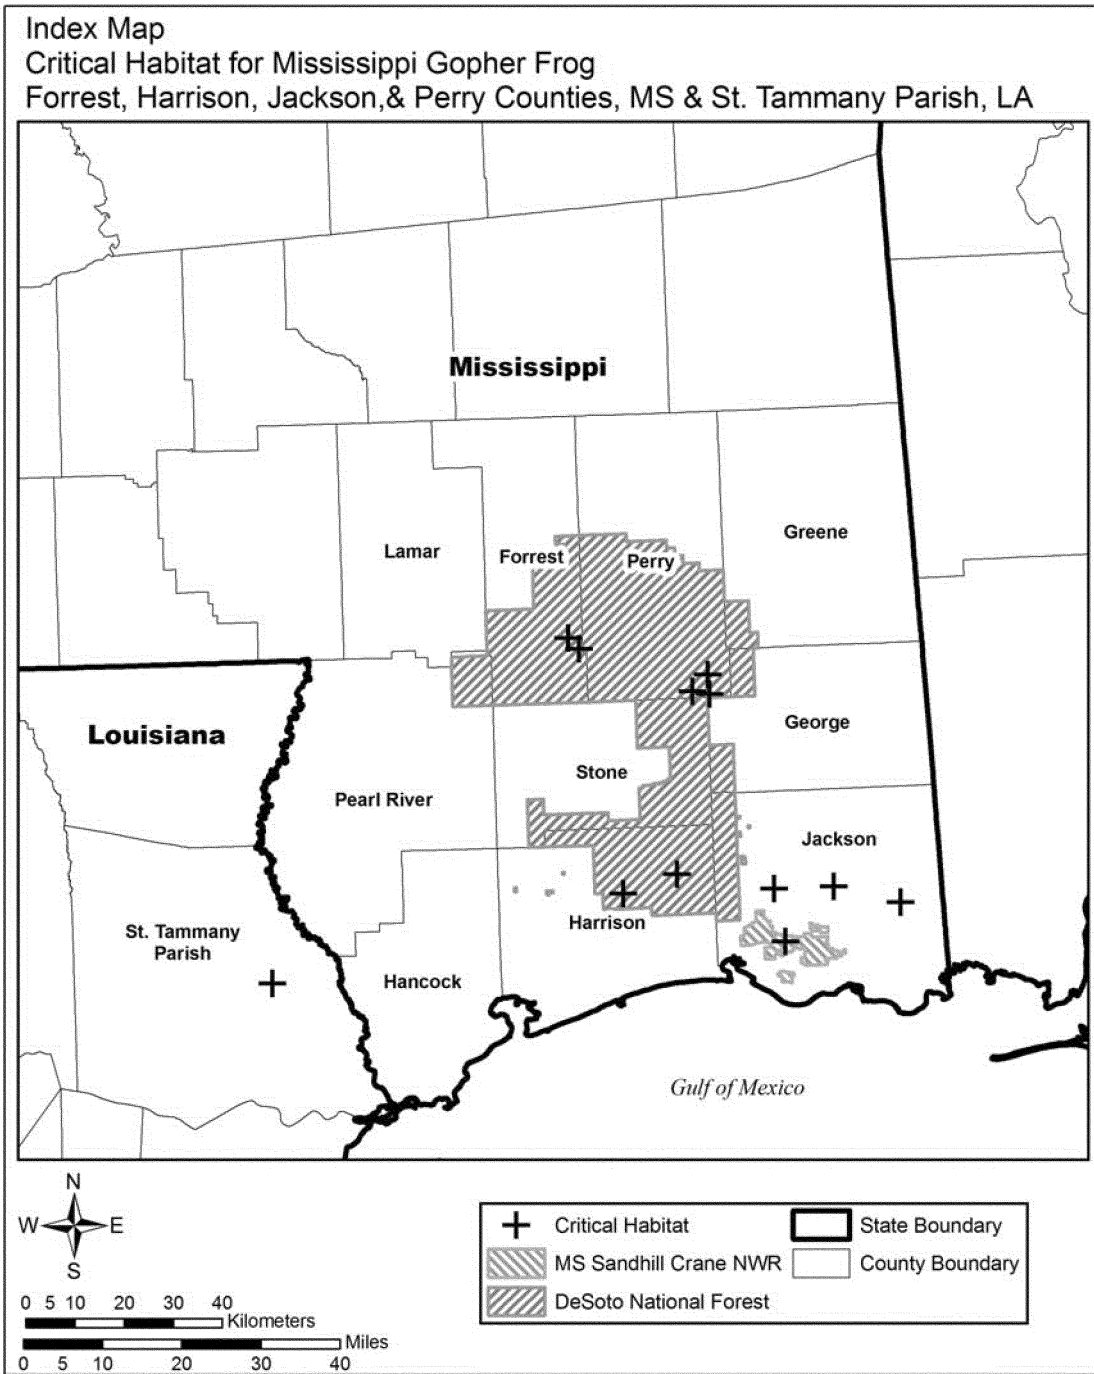 Index Map
Critical Habitat for Mississippi Gopher Frog
Forrest, Harrison, Jackson,& Perry Counties, MS & St. Tammany Parish, LA
Mississippi
Lamar
Forrest
Perry
Greene
Louisiana
George
Stone
Pearl River
Jackson
Harrison
St. Tammany
Parish
Hancock
Gulf of Mexico
N
W E
S
0 5 10 20 30 40
Kilometers
Miles
0 5 10 20 30 40
Critical Habitat
State Boundary
MS Sandhill Crane NWR
County Boundary
DeSoto National Forest